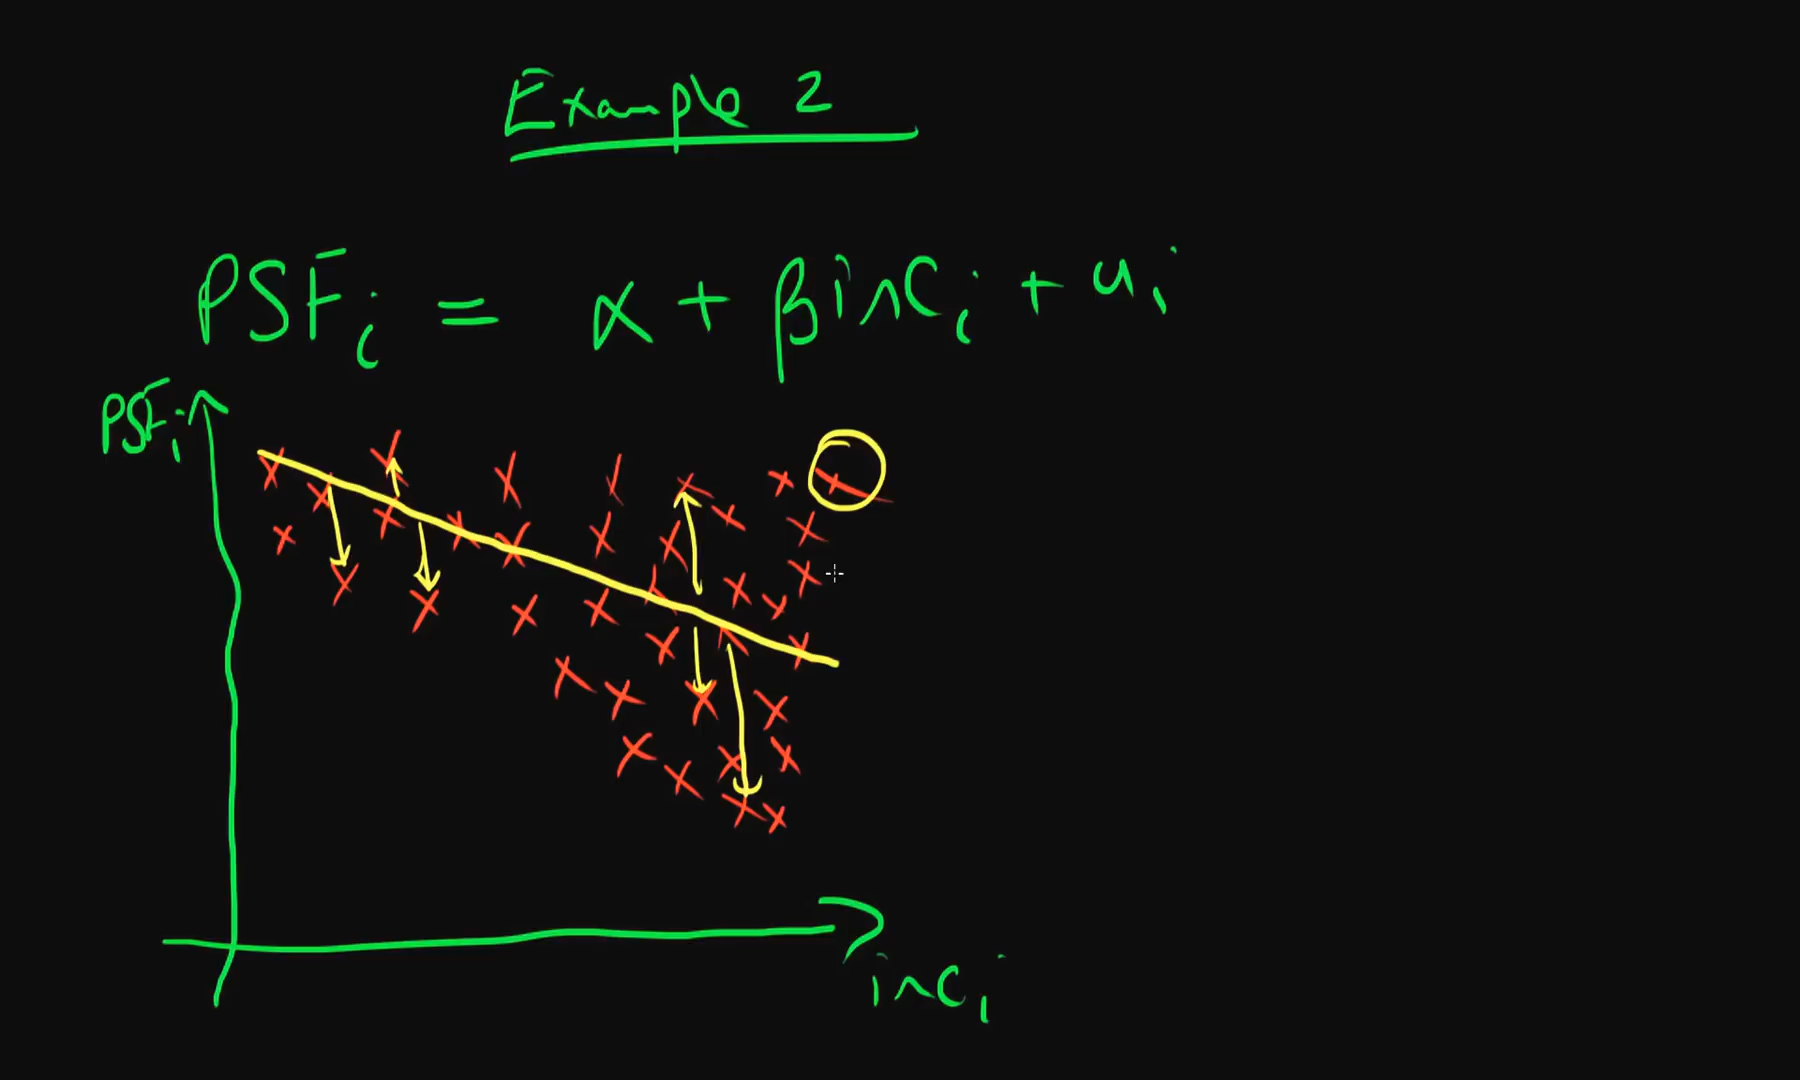 Example 2
PSFᵢ = α + βincᵢ + uᵢ
PSFᵢ
incᵢ